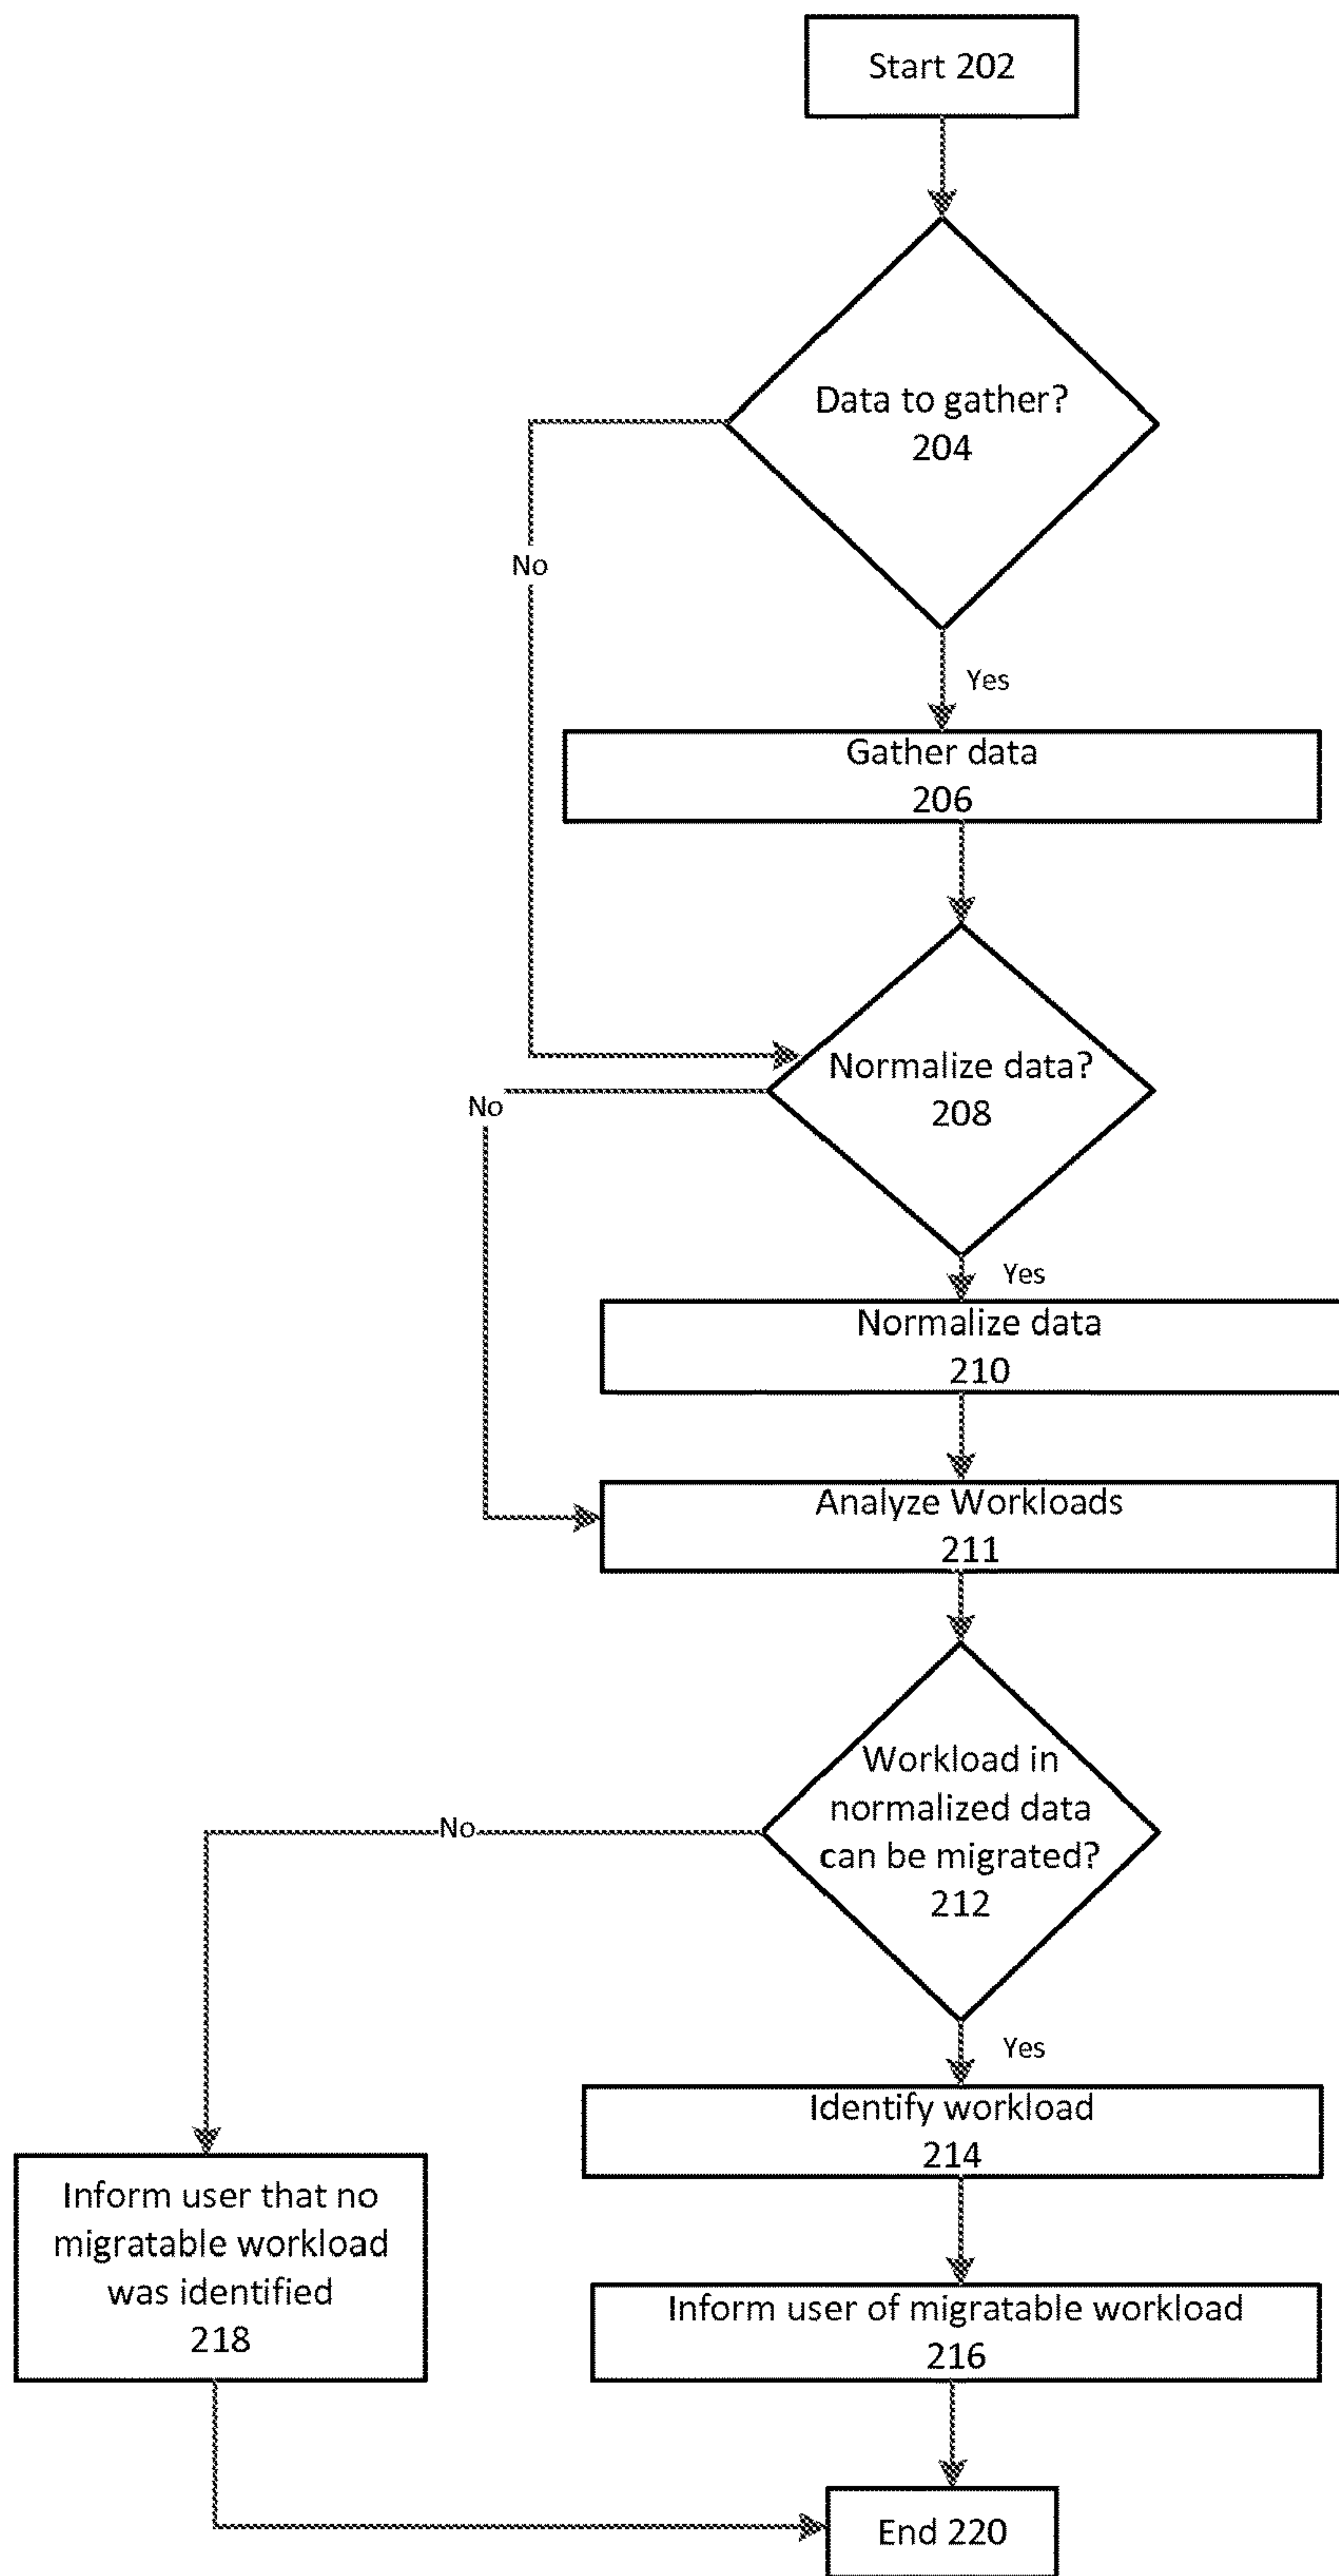 Start 202
Data to gather?
204
No
Yes
Gather data
206
Normalize data?
208
No
Yes
Normalize data
210
Analyze Workloads
211
Workload in
normalized data
can be migrated?
212
No
Yes
Identify workload
214
Inform user that no
migratable workload
was identified
218
Inform user of migratable workload
216
End 220